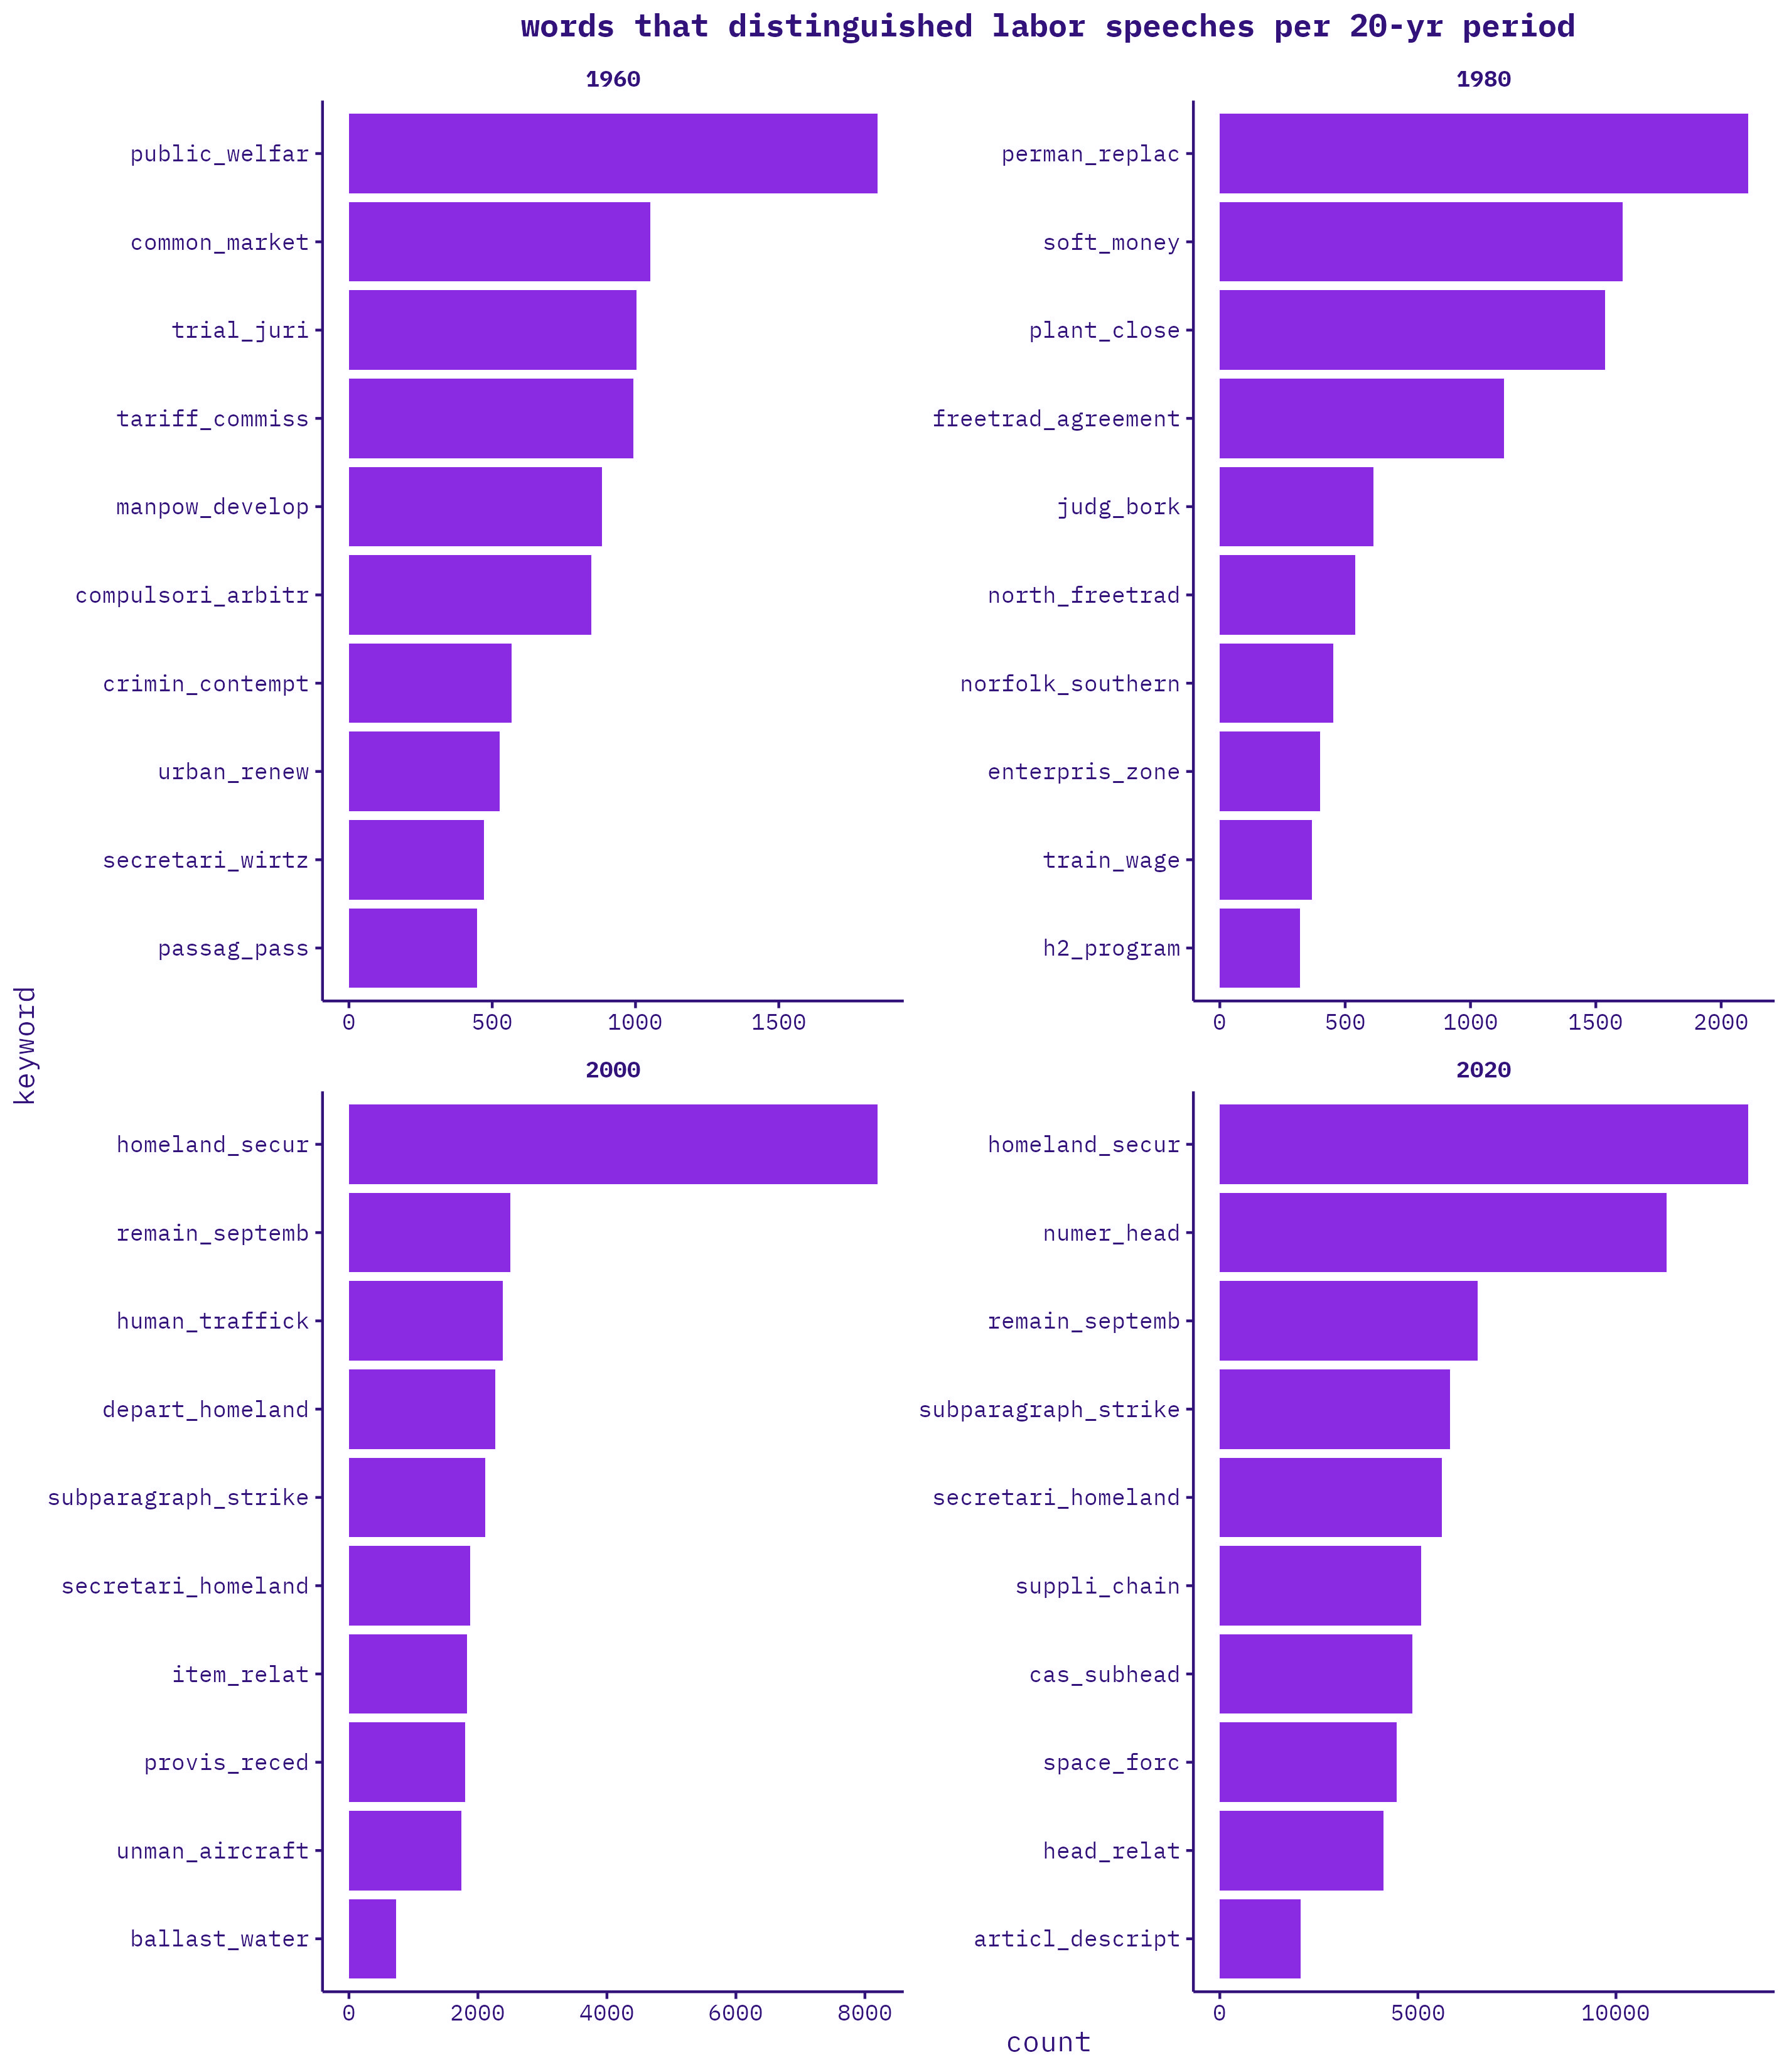 words that distinguished labor speeches per 20-yr period
1960
public_welfar
common_market
trial_juri
tariff_commiss
manpow_develop
compulsori_arbitr
crimin_contempt
urban_renew
secretari_wirtz
passag_pass
0 500 1000 1500
1980
perman_replac
soft_money
plant_close
freetrad_agreement
judg_bork
north_freetrad
norfolk_southern
enterpris_zone
train_wage
h2_program
0 500 1000 1500 2000
keyword
2000
homeland_secur
remain_septemb
human_traffick
depart_homeland
subparagraph_strike
secretari_homeland
item_relat
provis_reced
unman_aircraft
ballast_water
0 2000 4000 6000 8000
2020
homeland_secur
numer_head
remain_septemb
subparagraph_strike
secretari_homeland
suppli_chain
cas_subhead
space_forc
head_relat
articl_descript
0 5000 10000
count